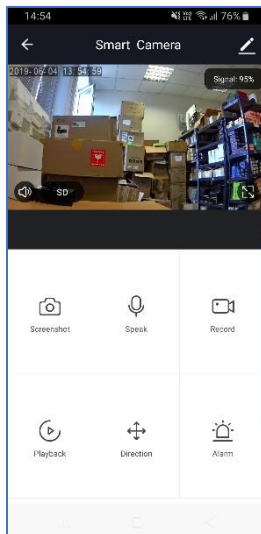 14:54
76%
Smart Camera
2019-06-04 13:54:59
Signal: 95%
SD
Screenshot
Speak
Record
Playback
Direction
Alarm